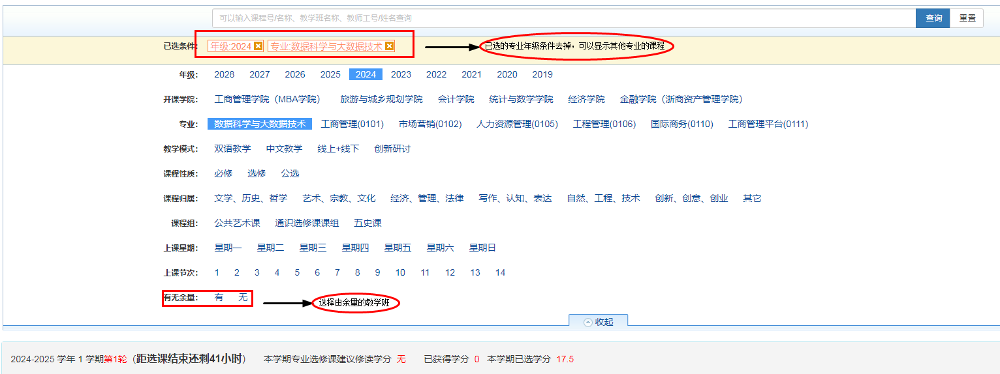 可以输入课程号/名称、教学班名称、教师工号/姓名查询 查询 重置
已选条件: 年级:2024 专业:数据科学与大数据技术 已选的专业年级条件去掉，可以显示其他专业的课程
年级: 2028 2027 2026 2025 2024 2023 2022 2021 2020 2019
开课学院: 工商管理学院（MBA学院） 旅游与城乡规划学院 会计学院 统计与数学学院 经济学院 金融学院（浙商资产管理学院）
专业: 数据科学与大数据技术 工商管理(0101) 市场营销(0102) 人力资源管理(0105) 工程管理(0106) 国际商务(0110) 工商管理平台(0111)
教学模式: 双语教学 中文教学 线上+线下 创新研讨
课程性质: 必修 选修 公选
课程归属: 文学、历史、哲学 艺术、宗教、文化 经济、管理、法律 写作、认知、表达 自然、工程、技术 创新、创意、创业 其它
课程组: 公共艺术课 通识选修课课组 五史课
上课星期: 星期一 星期二 星期三 星期四 星期五 星期六 星期日
上课节次: 1 2 3 4 5 6 7 8 9 10 11 12 13 14
有无余量: 有 无 选择由余量的教学班
收起
2024-2025 学年 1 学期第1轮（距选课结束还剩41小时） 本学期专业选修课建议修读学分 无 已获得学分 0 本学期已选学分 17.5